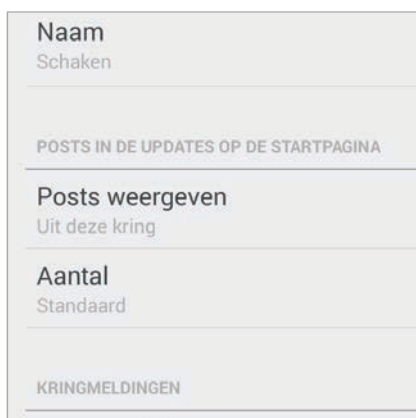 Naam
Schaken
POSTS IN DE UPDATES OP DE STARTPAGINA
Posts weergeven
Uit deze kring
Aantal
Standaard
KRINGMELDINGEN